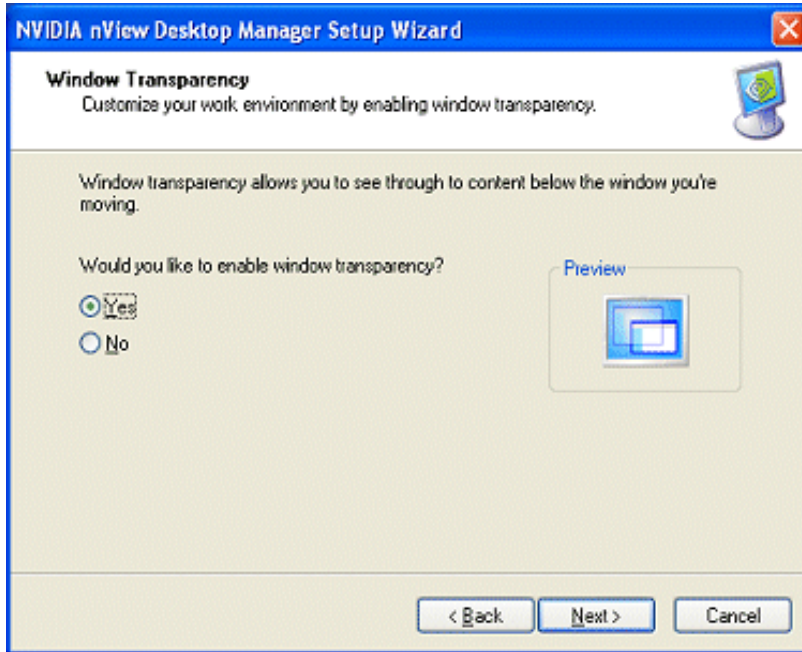 NVIDIA nView Desktop Manager Setup Wizard
Window Transparency
Customize your work environment by enabling window transparency.
Window transparency allows you to see through to content below the window you're
moving.
Would you like to enable window transparency?
Preview
Yes
No
< Back
Next >
Cancel